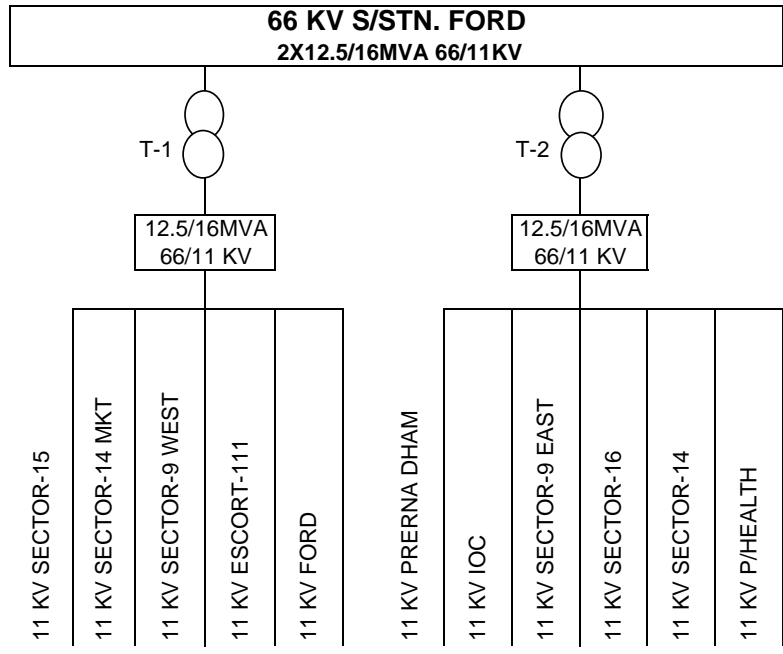 66 KV S/STN. FORD
2X12.5/16MVA 66/11KV
T-1
T-2
12.5/16MVA
66/11 KV
12.5/16MVA
66/11 KV
11 KV SECTOR-15
11 KV SECTOR-14 MKT
11 KV SECTOR-9 WEST
11 KV ESCORT-111
11 KV FORD
11 KV PRERNA DHAM
11 KV IOC
11 KV SECTOR-9 EAST
11 KV SECTOR-16
11 KV SECTOR-14
11 KV P/HEALTH